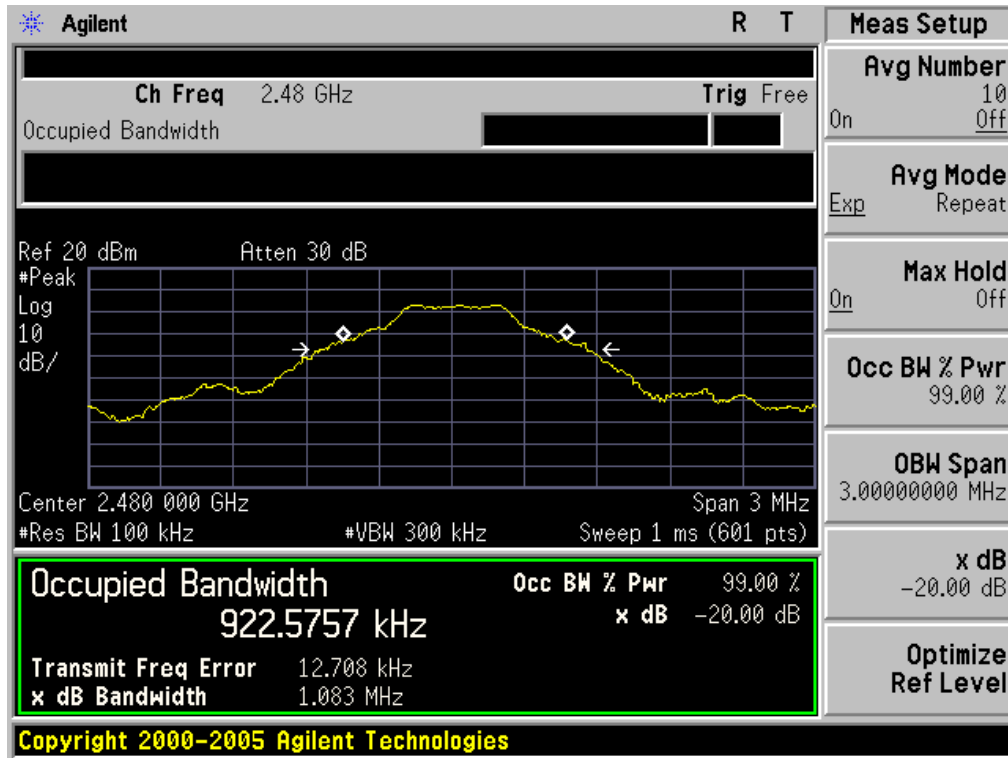 Agilent R T
Ch Freq 2.48 GHz Trig Free
Occupied Bandwidth
Ref 20 dBm Atten 30 dB
#Peak
Log
10
dB/
Center 2.480 000 GHz Span 3 MHz
#Res BW 100 kHz #VBW 300 kHz Sweep 1 ms (601 pts)
Occupied Bandwidth Occ BW % Pwr 99.00 %
922.5757 kHz x dB -20.00 dB
Transmit Freq Error 12.708 kHz
x dB Bandwidth 1.083 MHz
Copyright 2000-2005 Agilent Technologies
Meas Setup
Avg Number
10
On Off
Avg Mode
Exp Repeat
Max Hold
On Off
Occ BW % Pwr
99.00 %
OBW Span
3.00000000 MHz
x dB
-20.00 dB
Optimize
Ref Level